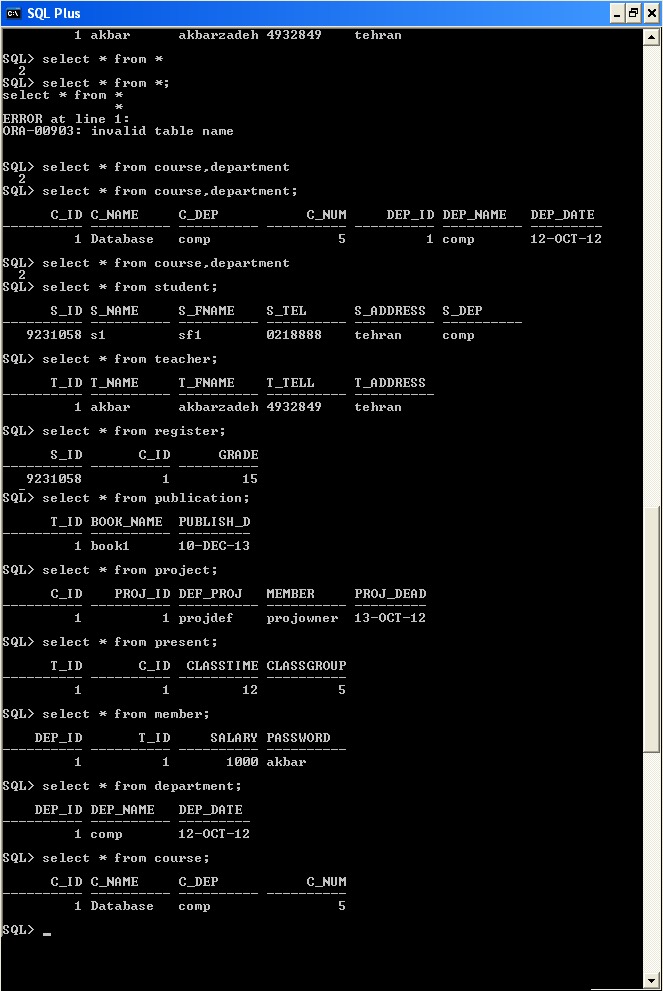 SQL Plus
1 akbar akbarzadeh 4932849 tehran
SQL> select * from *
2
SQL> select * from *;
select * from *
*
ERROR at line 1:
ORA-00903: invalid table name
SQL> select * from course,department
2
SQL> select * from course,department;
C_ID C_NAME C_DEP C_NUM DEP_ID DEP_NAME DEP_DATE
1 Database comp 5 1 comp 12-OCT-12
SQL> select * from course,department
2
SQL> select * from student;
S_ID S_NAME S_FNAME S_TEL S_ADDRESS S_DEP
9231058 s1 sf1 0218888 tehran comp
SQL> select * from teacher;
T_ID T_NAME T_FNAME T_TELL T_ADDRESS
1 akbar akbarzadeh 4932849 tehran
SQL> select * from register;
S_ID C_ID GRADE
9231058 1 15
SQL> select * from publication;
T_ID BOOK_NAME PUBLISH_D
1 book1 10-DEC-13
SQL> select * from project;
C_ID PROJ_ID DEF_PROJ MEMBER PROJ_DEAD
1 1 projdef projowner 13-OCT-12
SQL> select * from present;
T_ID C_ID CLASSTIME CLASSGROUP
1 1 12 5
SQL> select * from member;
DEP_ID T_ID SALARY PASSWORD
1 1 1000 akbar
SQL> select * from department;
DEP_ID DEP_NAME DEP_DATE
1 comp 12-OCT-12
SQL> select * from course;
C_ID C_NAME C_DEP C_NUM
1 Database comp 5
SQL> _